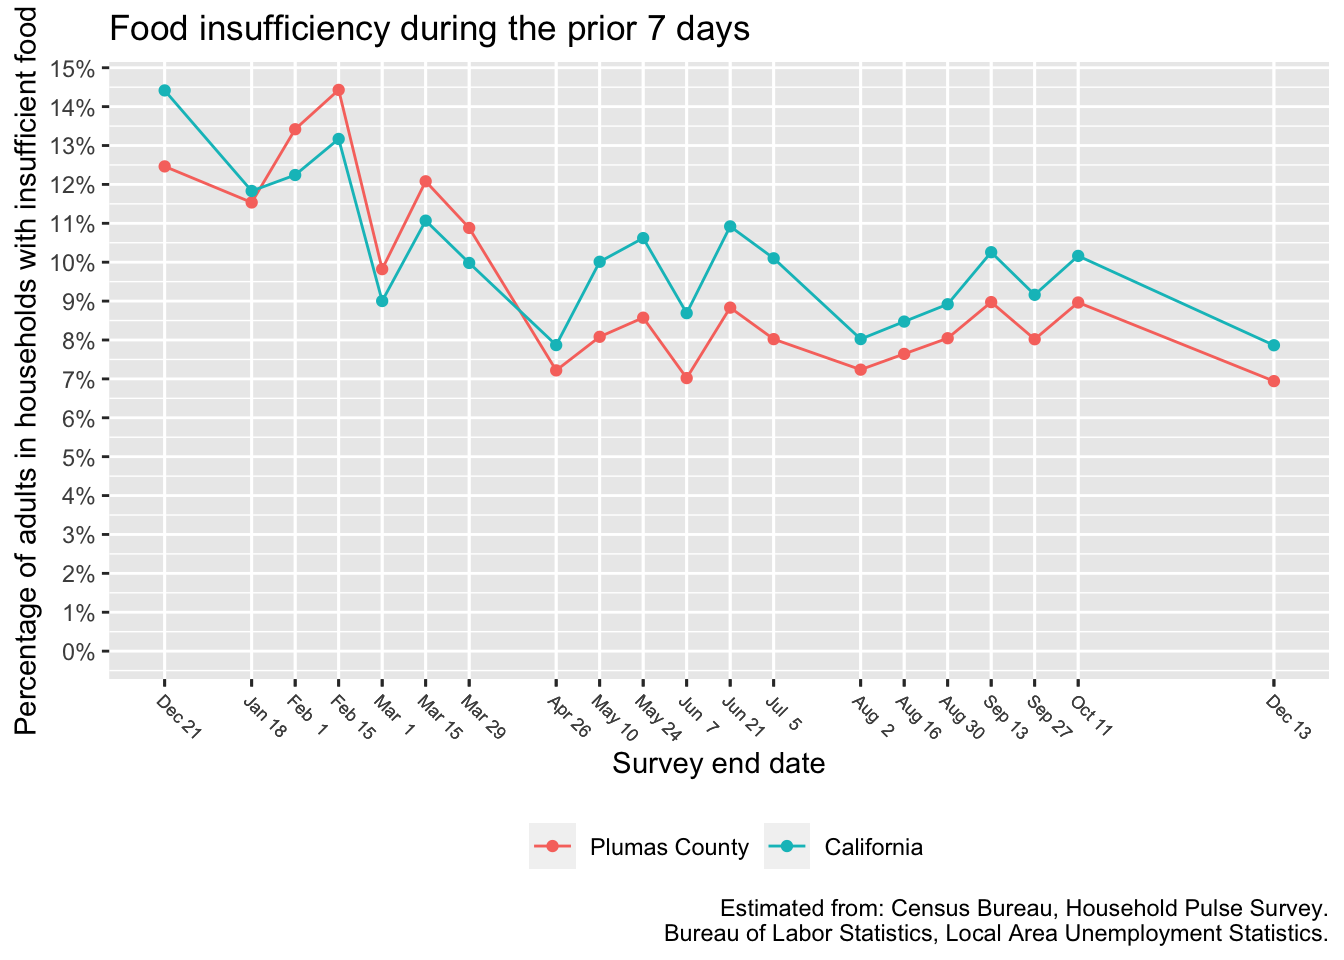 Food insufficiency during the prior 7 days
Percentage of adults in households with insufficient food
15%
14%
13%
12%
11%
10%
9%
8%
7%
6%
5%
4%
3%
2%
1%
0%
Dec 21
Jan 18
Feb 1
Feb 15
Mar 1
Mar 15
Mar 29
Apr 26
May 10
May 24
Jun 7
Jun 21
Jul 5
Aug 2
Aug 16
Aug 30
Sep 13
Sep 27
Oct 11
Dec 13
Survey end date
Plumas County
California
Estimated from: Census Bureau, Household Pulse Survey.
Bureau of Labor Statistics, Local Area Unemployment Statistics.